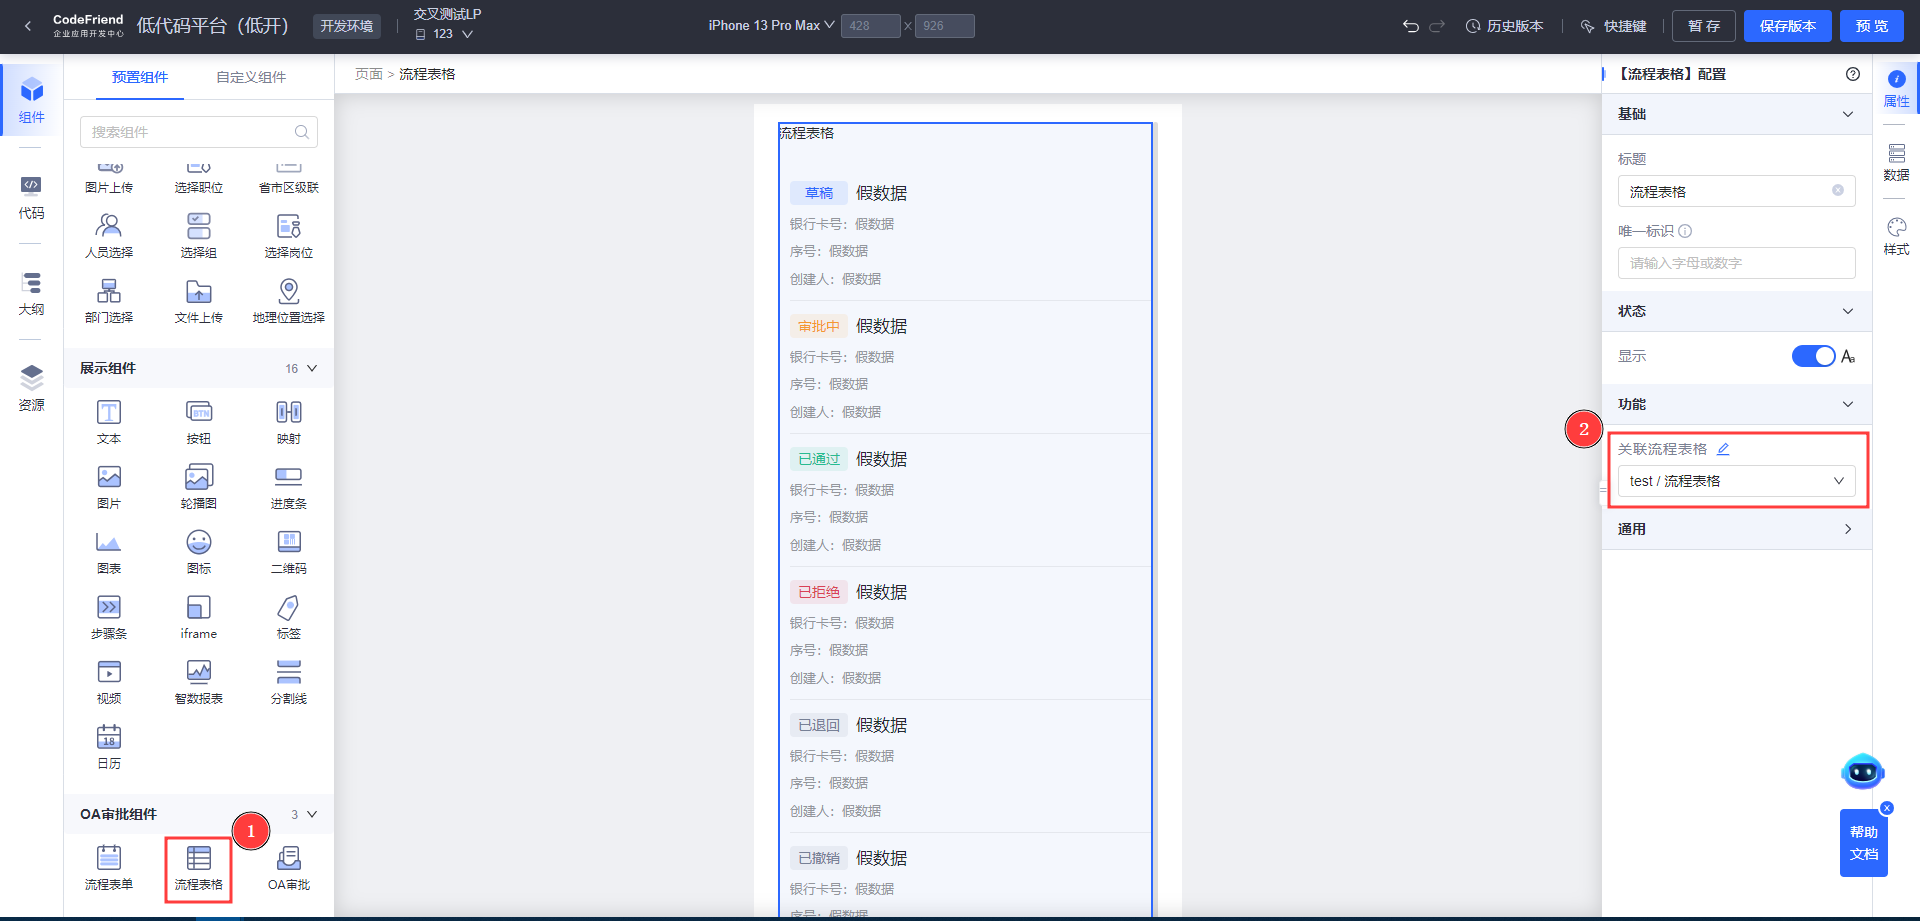 CodeFriend
企业应用开发中心
低代码平台（低开）
开发环境
交叉测试LP
123
iPhone 13 Pro Max
428
x
926
历史版本
快捷键
暂 存
保存版本
预 览
组件
代码
大纲
资源
预置组件
自定义组件
搜索组件
图片上传
选择职位
省市区级联
人员选择
选择组
选择岗位
部门选择
文件上传
地理位置选择
展示组件
16
T
文本
BTN
按钮
映射
图片
轮播图
进度条
图表
图标
二维码
步骤条
iframe
标签
视频
智数报表
分割线
18
日历
OA审批组件
3
1
流程表单
流程表格
OA审批
页面 > 流程表格
流程表格
草稿
假数据
银行卡号：假数据
序号：假数据
创建人：假数据
审批中
假数据
银行卡号：假数据
序号：假数据
创建人：假数据
已通过
假数据
银行卡号：假数据
序号：假数据
创建人：假数据
已拒绝
假数据
银行卡号：假数据
序号：假数据
创建人：假数据
已退回
假数据
银行卡号：假数据
序号：假数据
创建人：假数据
已撤销
假数据
银行卡号：假数据
序号：假数据
【流程表格】配置
基础
标题
流程表格
唯一标识
请输入字母或数字
状态
显示
功能
2
关联流程表格
test / 流程表格
通用
属性
数据
样式
帮助
文档